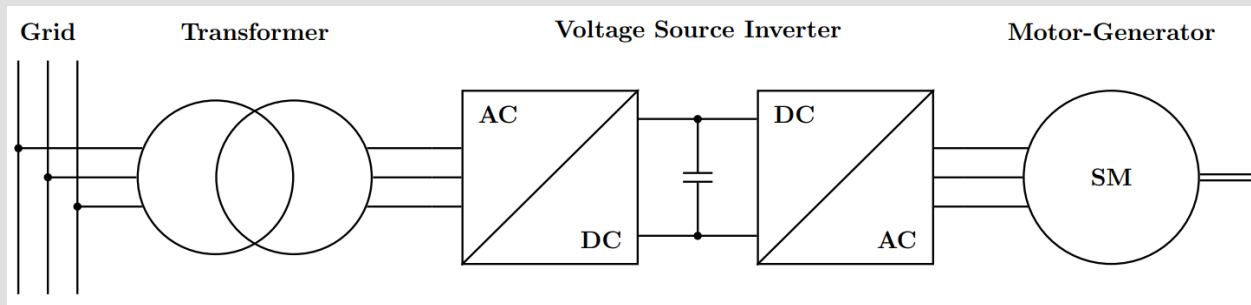 Grid Transformer Voltage Source Inverter Motor-Generator
AC DC
SM
DC AC